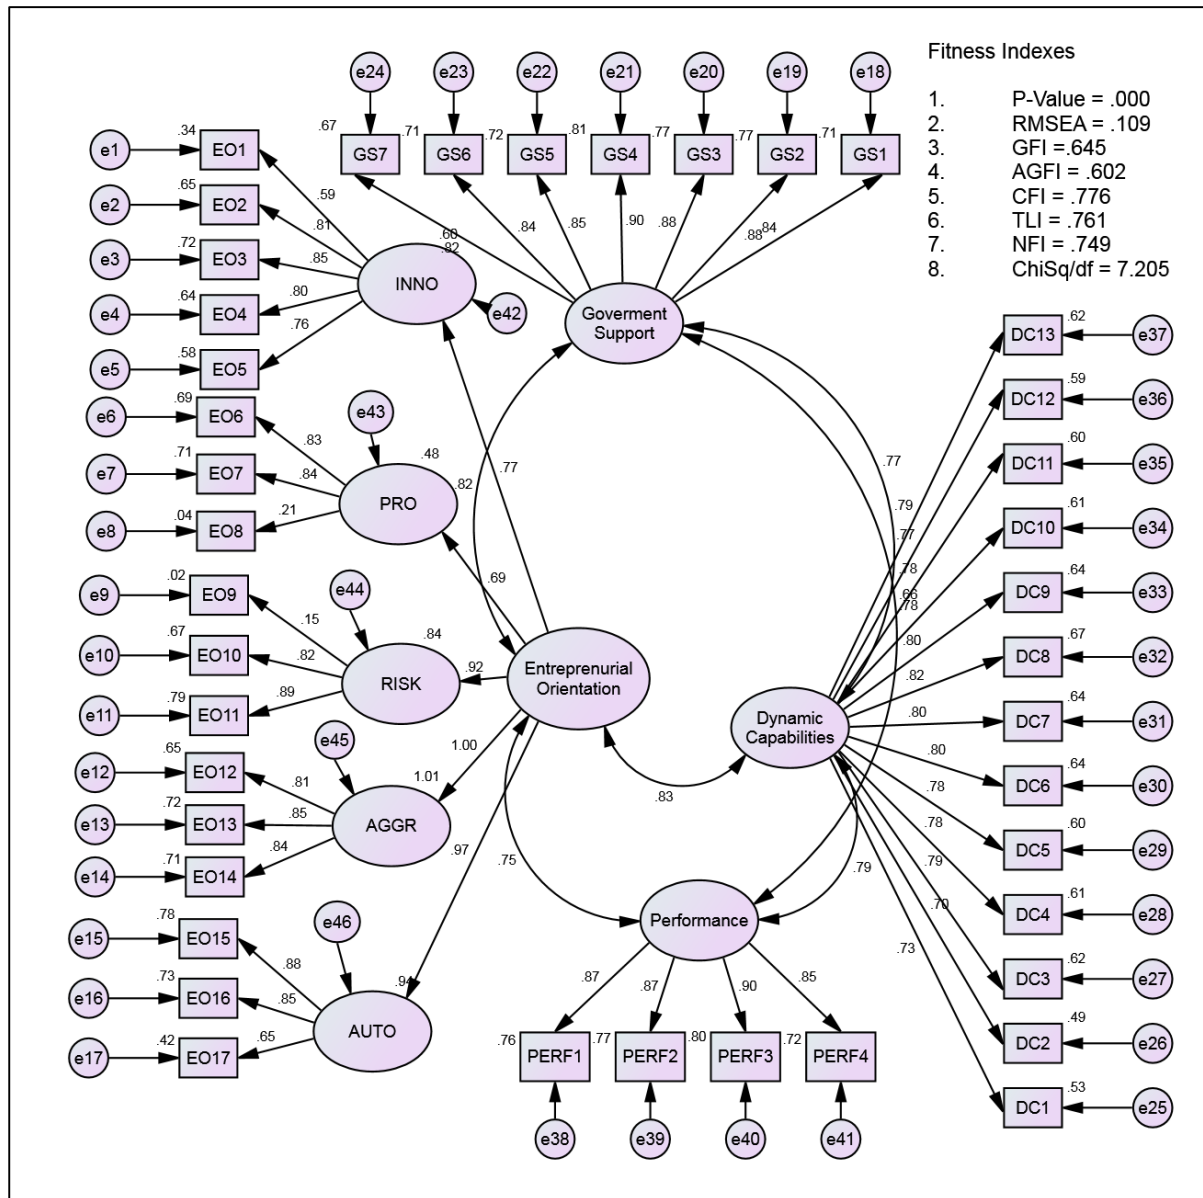 Fitness Indexes
1. P-Value = .000
2. RMSEA = .109
3. GFI =.645
4. AGFI = .602
5. CFI = .776
6. TLI = .761
7. NFI = .749
8. ChiSq/df = 7.205
e24 e23 e22 e21 e20 e19 e18
.67 .71 .72 .81 .77 .77 .71
GS7 GS6 GS5 GS4 GS3 GS2 GS1
.82 .84 .85 .90 .88 .88 .84
Goverment
Support
e1 .34 EO1 .59
e2 .65 EO2 .81
e3 .72 EO3 .85
e4 .64 EO4 .80
e5 .58 EO5 .76
.60
INNO
e42
e6 .69 EO6 .83
e7 .71 EO7 .84
e8 .04 EO8 .21
e43
.48
PRO
e9 .02 EO9 .15
e10 .67 EO10 .82
e11 .79 EO11 .89
e44
.84
RISK
e12 .65 EO12 .81
e13 .72 EO13 .85
e14 .71 EO14 .84
e45
1.01
AGGR
e15 .78 EO15 .88
e16 .73 EO16 .85
e17 .42 EO17 .65
e46
.94
AUTO
.77
.69
.92
1.00
.97
Entreprenurial
Orientation
.82
.75
.83
.77
.66
.79
Dynamic
Capabilities
.79 DC13 .62 e37
.77 DC12 .59 e36
.78 DC11 .60 e35
.78 DC10 .61 e34
.80 DC9 .64 e33
.82 DC8 .67 e32
.80 DC7 .64 e31
.80 DC6 .64 e30
.78 DC5 .60 e29
.78 DC4 .61 e28
.79 DC3 .62 e27
.70 DC2 .49 e26
.73 DC1 .53 e25
Performance
.87 .87 .90 .85
.76 .77 .80 .72
PERF1 PERF2 PERF3 PERF4
e38 e39 e40 e41